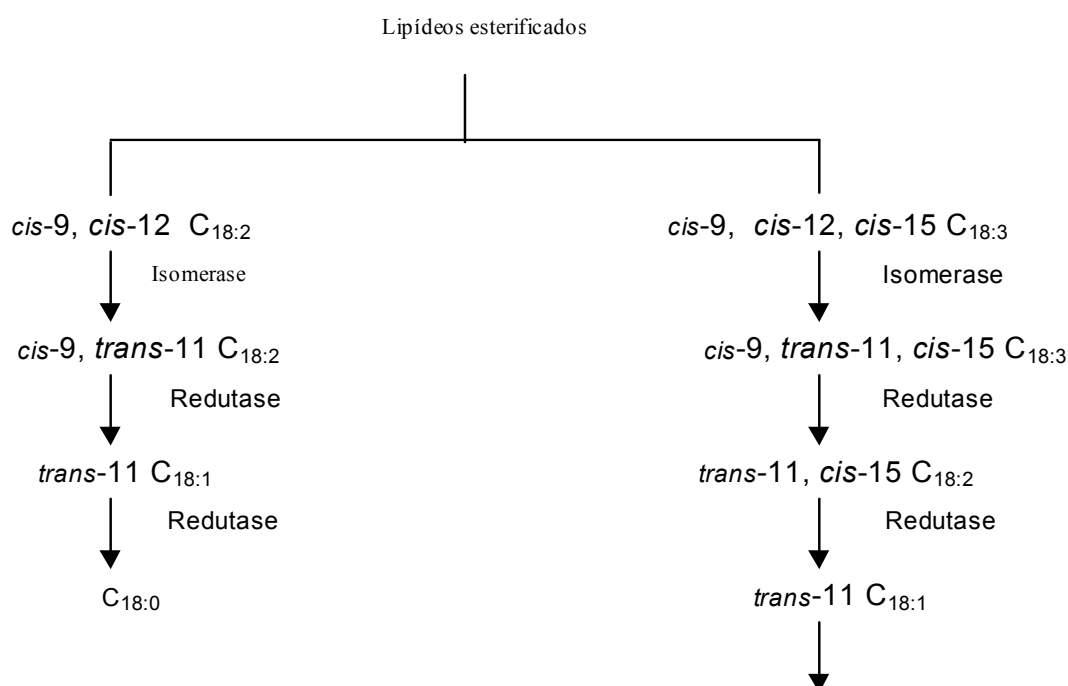 Lipídeos esterificados
cis-9, cis-12 C18:2
Isomerase
cis-9, trans-11 C18:2
Redutase
trans-11 C18:1
Redutase
C18:0
cis-9, cis-12, cis-15 C18:3
Isomerase
cis-9, trans-11, cis-15 C18:3
Redutase
trans-11, cis-15 C18:2
Redutase
trans-11 C18:1